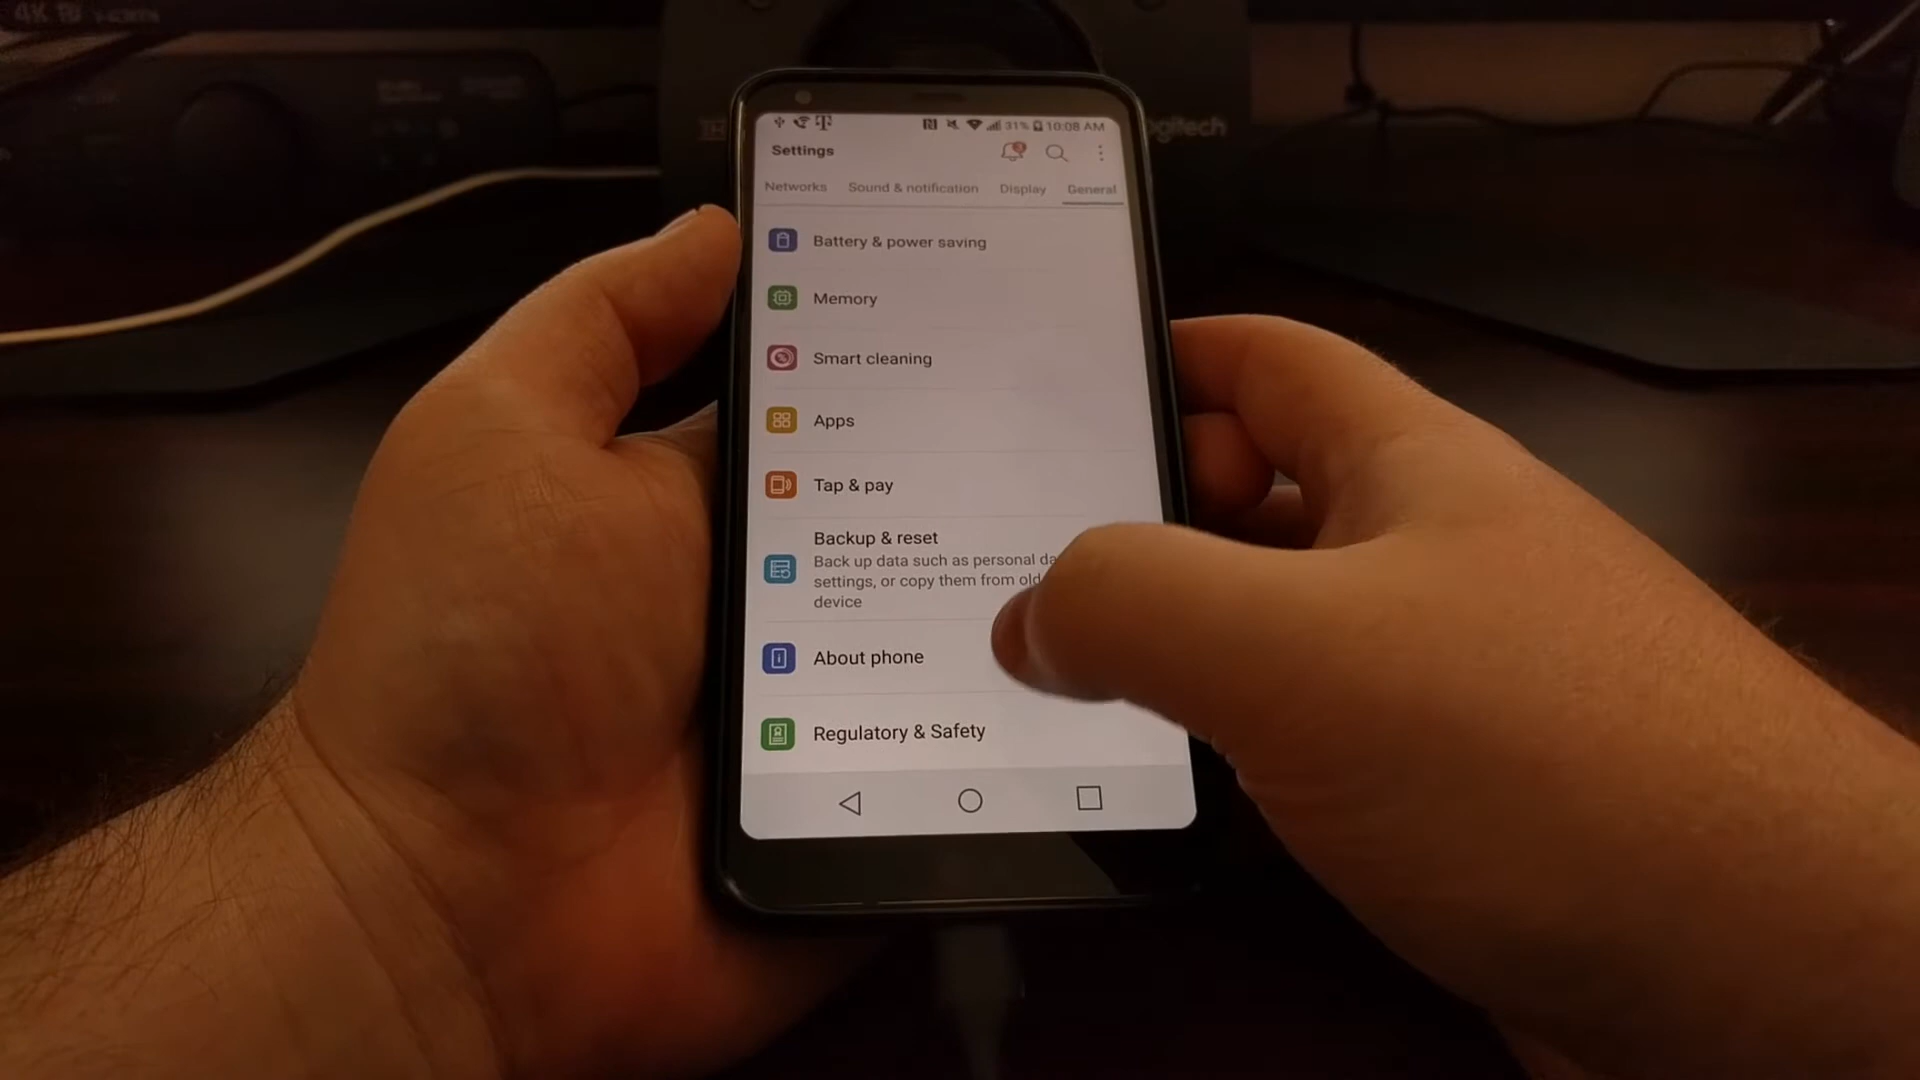 4K
ogitech
31% 10:08 AM
Settings
Networks Sound & notification Display General
Battery & power saving
Memory
Smart cleaning
Apps
Tap & pay
Backup & reset
Back up data such as personal da
settings, or copy them from old
device
About phone
Regulatory & Safety